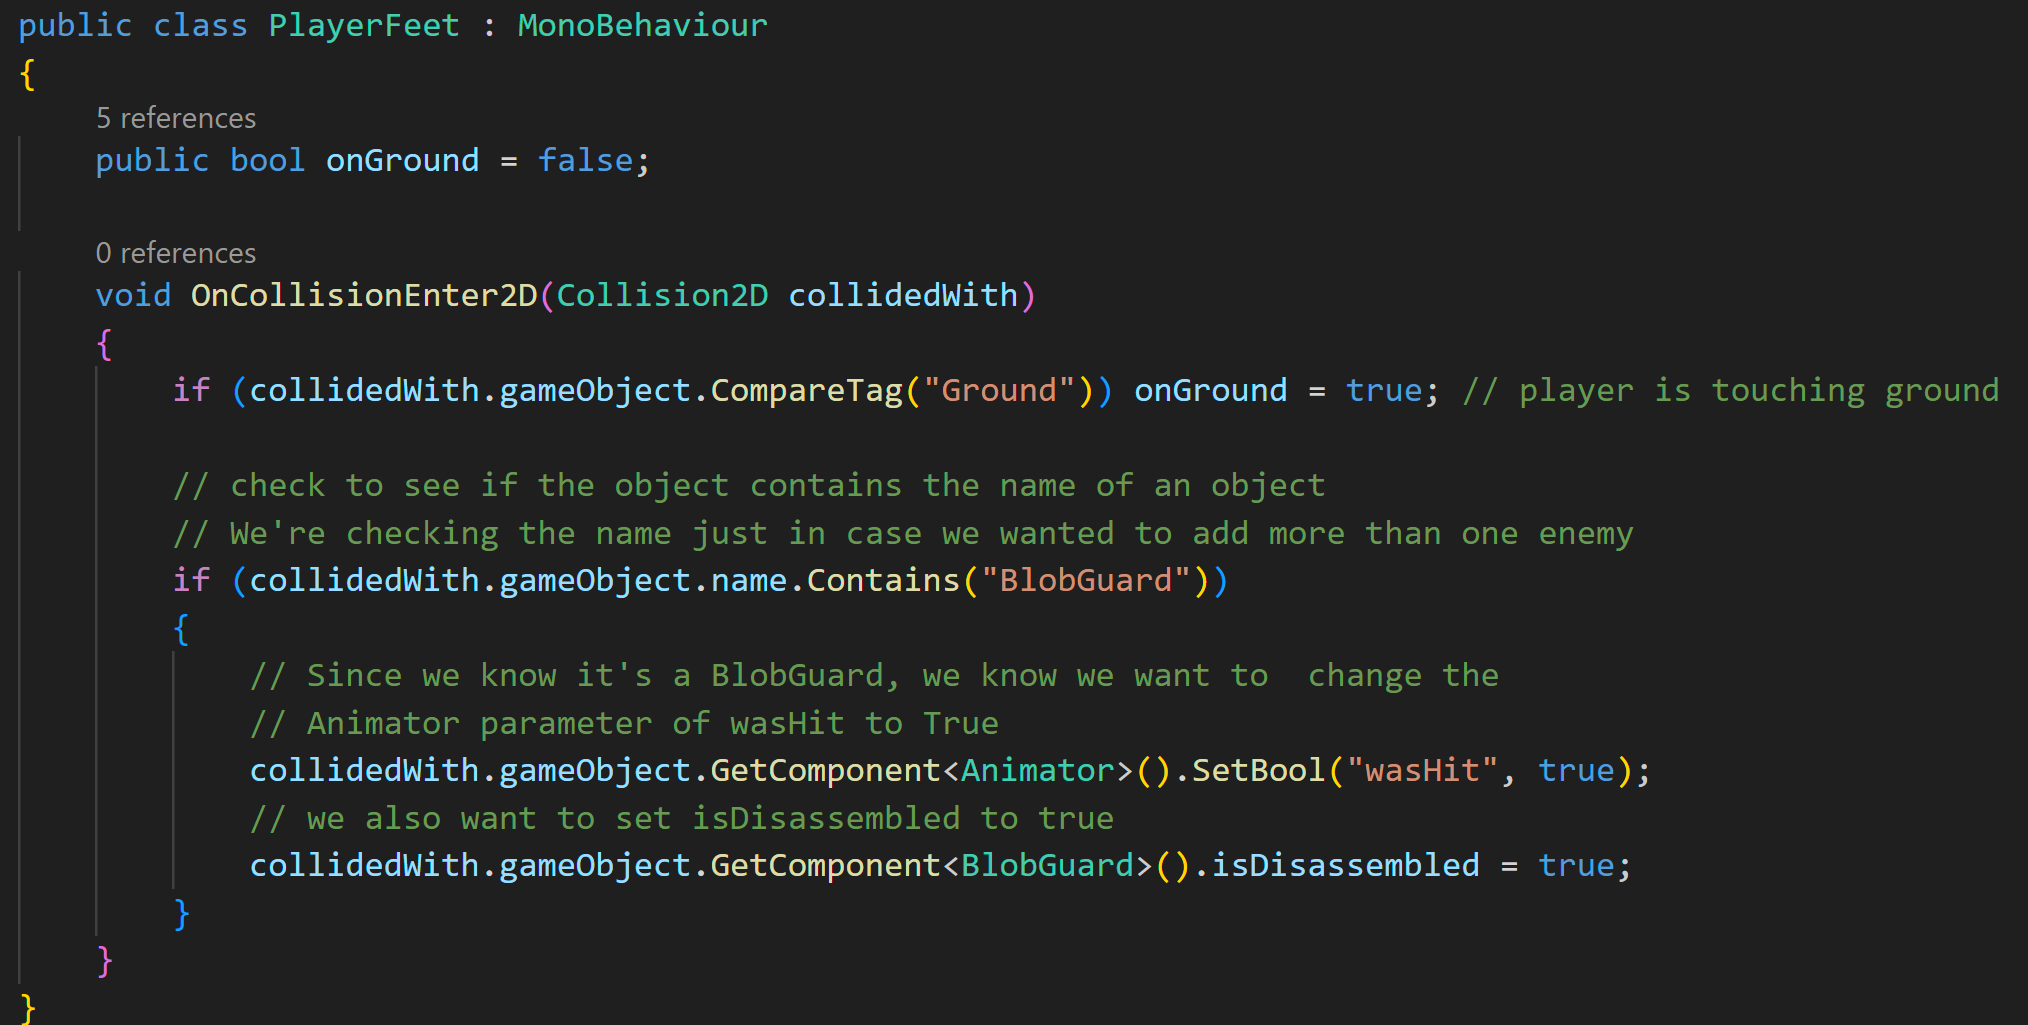 public class PlayerFeet : MonoBehaviour
{
5 references
public bool onGround = false;
0 references
void OnCollisionEnter2D(Collision2D collidedWith)
{
if (collidedWith.gameObject.CompareTag("Ground")) onGround = true; // player is touching ground
// check to see if the object contains the name of an object
// We're checking the name just in case we wanted to add more than one enemy
if (collidedWith.gameObject.name.Contains("BlobGuard"))
{
// Since we know it's a BlobGuard, we know we want to  change the
// Animator parameter of wasHit to True
collidedWith.gameObject.GetComponent<Animator>().SetBool("wasHit", true);
// we also want to set isDisassembled to true
collidedWith.gameObject.GetComponent<BlobGuard>().isDisassembled = true;
}
}
}